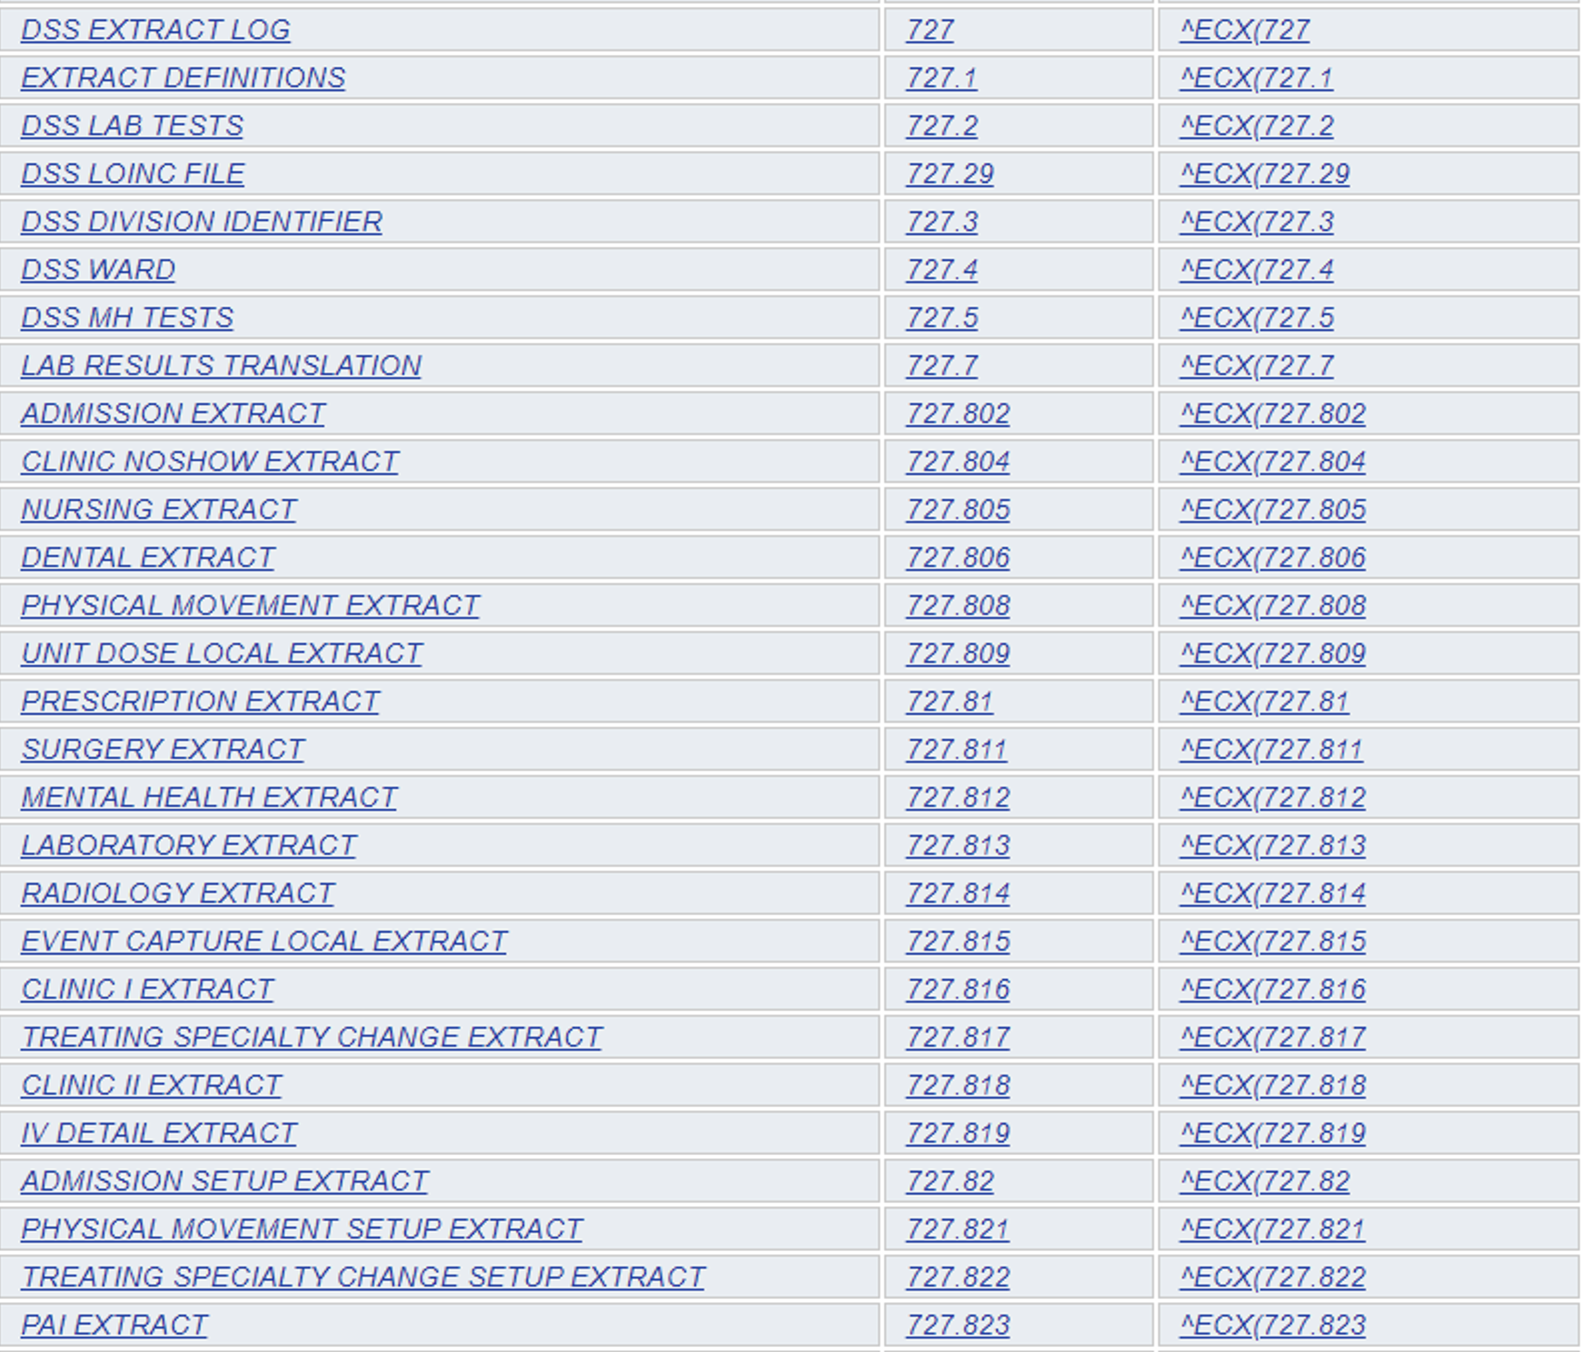 DSS EXTRACT LOG 727 ^ECX(727
EXTRACT DEFINITIONS 727.1 ^ECX(727.1
DSS LAB TESTS 727.2 ^ECX(727.2
DSS LOINC FILE 727.29 ^ECX(727.29
DSS DIVISION IDENTIFIER 727.3 ^ECX(727.3
DSS WARD 727.4 ^ECX(727.4
DSS MH TESTS 727.5 ^ECX(727.5
LAB RESULTS TRANSLATION 727.7 ^ECX(727.7
ADMISSION EXTRACT 727.802 ^ECX(727.802
CLINIC NOSHOW EXTRACT 727.804 ^ECX(727.804
NURSING EXTRACT 727.805 ^ECX(727.805
DENTAL EXTRACT 727.806 ^ECX(727.806
PHYSICAL MOVEMENT EXTRACT 727.808 ^ECX(727.808
UNIT DOSE LOCAL EXTRACT 727.809 ^ECX(727.809
PRESCRIPTION EXTRACT 727.81 ^ECX(727.81
SURGERY EXTRACT 727.811 ^ECX(727.811
MENTAL HEALTH EXTRACT 727.812 ^ECX(727.812
LABORATORY EXTRACT 727.813 ^ECX(727.813
RADIOLOGY EXTRACT 727.814 ^ECX(727.814
EVENT CAPTURE LOCAL EXTRACT 727.815 ^ECX(727.815
CLINIC I EXTRACT 727.816 ^ECX(727.816
TREATING SPECIALTY CHANGE EXTRACT 727.817 ^ECX(727.817
CLINIC II EXTRACT 727.818 ^ECX(727.818
IV DETAIL EXTRACT 727.819 ^ECX(727.819
ADMISSION SETUP EXTRACT 727.82 ^ECX(727.82
PHYSICAL MOVEMENT SETUP EXTRACT 727.821 ^ECX(727.821
TREATING SPECIALTY CHANGE SETUP EXTRACT 727.822 ^ECX(727.822
PAI EXTRACT 727.823 ^ECX(727.823